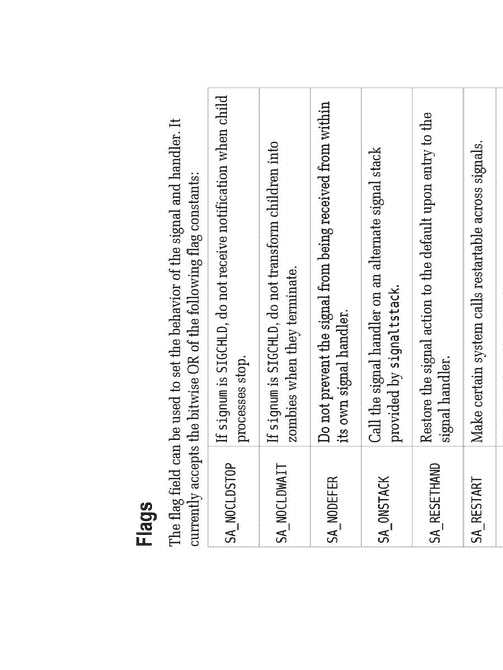 Flags
The flag field can be used to set the behavior of the signal and handler. It
currently accepts the bitwise OR of the following flag constants:
SA_NOCLDSTOP If signum is SIGCHLD, do not receive notification when child
processes stop.
SA_NOCLDWAIT If signum is SIGCHLD, do not transform children into
zombies when they terminate.
SA_NODEFER Do not prevent the signal from being received from within
its own signal handler.
SA_ONSTACK Call the signal handler on an alternate signal stack
provided by signaltstack.
SA_RESETHAND Restore the signal action to the default upon entry to the
signal handler.
SA_RESTART Make certain system calls restartable across signals.